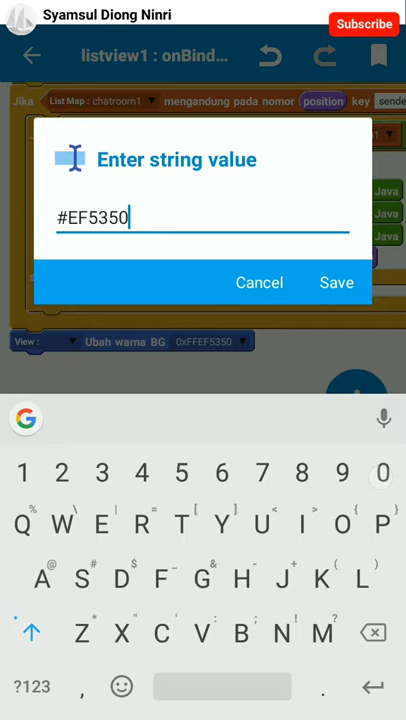 Syamsul Diong Ninri
Subscribe
listview1 : onBind...
Jika List Map : chatroom1 mengandung pada nomor position key sende
1
Java
Enter string value
Java
#EF5350
Java
Cancel Save
View : Ubah warna BG 0xFFEF5350
G
1 2 3 4 5 6 7 8 9 0
% \ | = [ ] < > { }
Q W E R T Y U I O P
@ # $ _ & - + ( )
A S D F G H J K L
* " ' : ; ! ?
Z X C V B N M
?123 , .